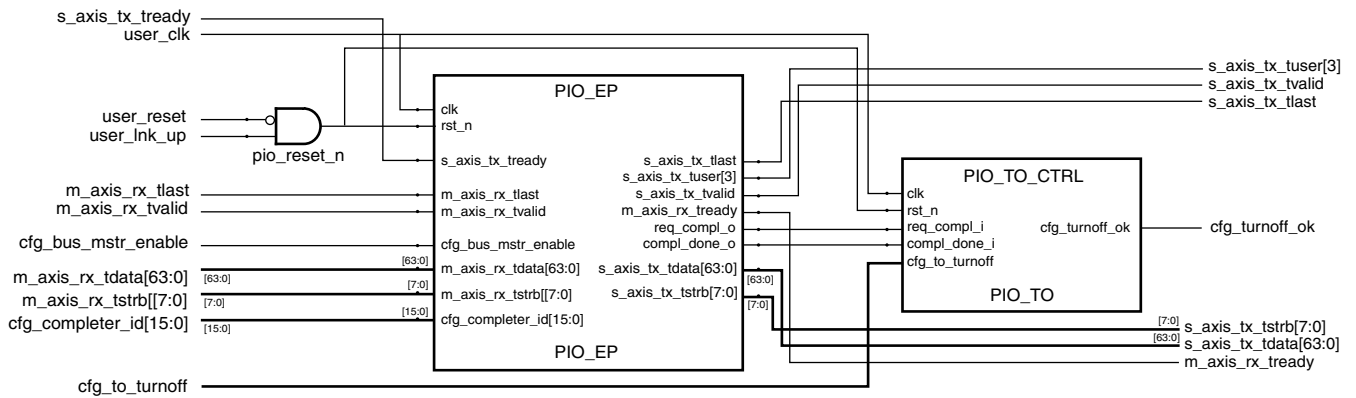 s_axis_tx_tready
user_clk
user_reset
user_lnk_up
pio_reset_n
m_axis_rx_tlast
m_axis_rx_tvalid
cfg_bus_mstr_enable
m_axis_rx_tdata[63:0]
[63:0]
m_axis_rx_tstrb[[7:0]
[7:0]
cfg_completer_id[15:0]
[15:0]
cfg_to_turnoff
PIO_EP
clk
rst_n
s_axis_tx_tready
m_axis_rx_tlast
m_axis_rx_tvalid
cfg_bus_mstr_enable
[63:0]
m_axis_rx_tdata[63:0]
[7:0]
m_axis_rx_tstrb[[7:0]
[15:0]
cfg_completer_id[15:0]
s_axis_tx_tlast
s_axis_tx_tuser[3]
s_axis_tx_tvalid
m_axis_rx_tready
req_compl_o
compl_done_o
s_axis_tx_tdata[63:0]
[63:0]
s_axis_tx_tstrb[7:0]
[7:0]
PIO_EP
PIO_TO_CTRL
clk
rst_n
req_compl_i
compl_done_i
cfg_to_turnoff
cfg_turnoff_ok
PIO_TO
s_axis_tx_tuser[3]
s_axis_tx_tvalid
s_axis_tx_tlast
cfg_turnoff_ok
[7:0]
s_axis_tx_tstrb[7:0]
[63:0]
s_axis_tx_tdata[63:0]
m_axis_rx_tready